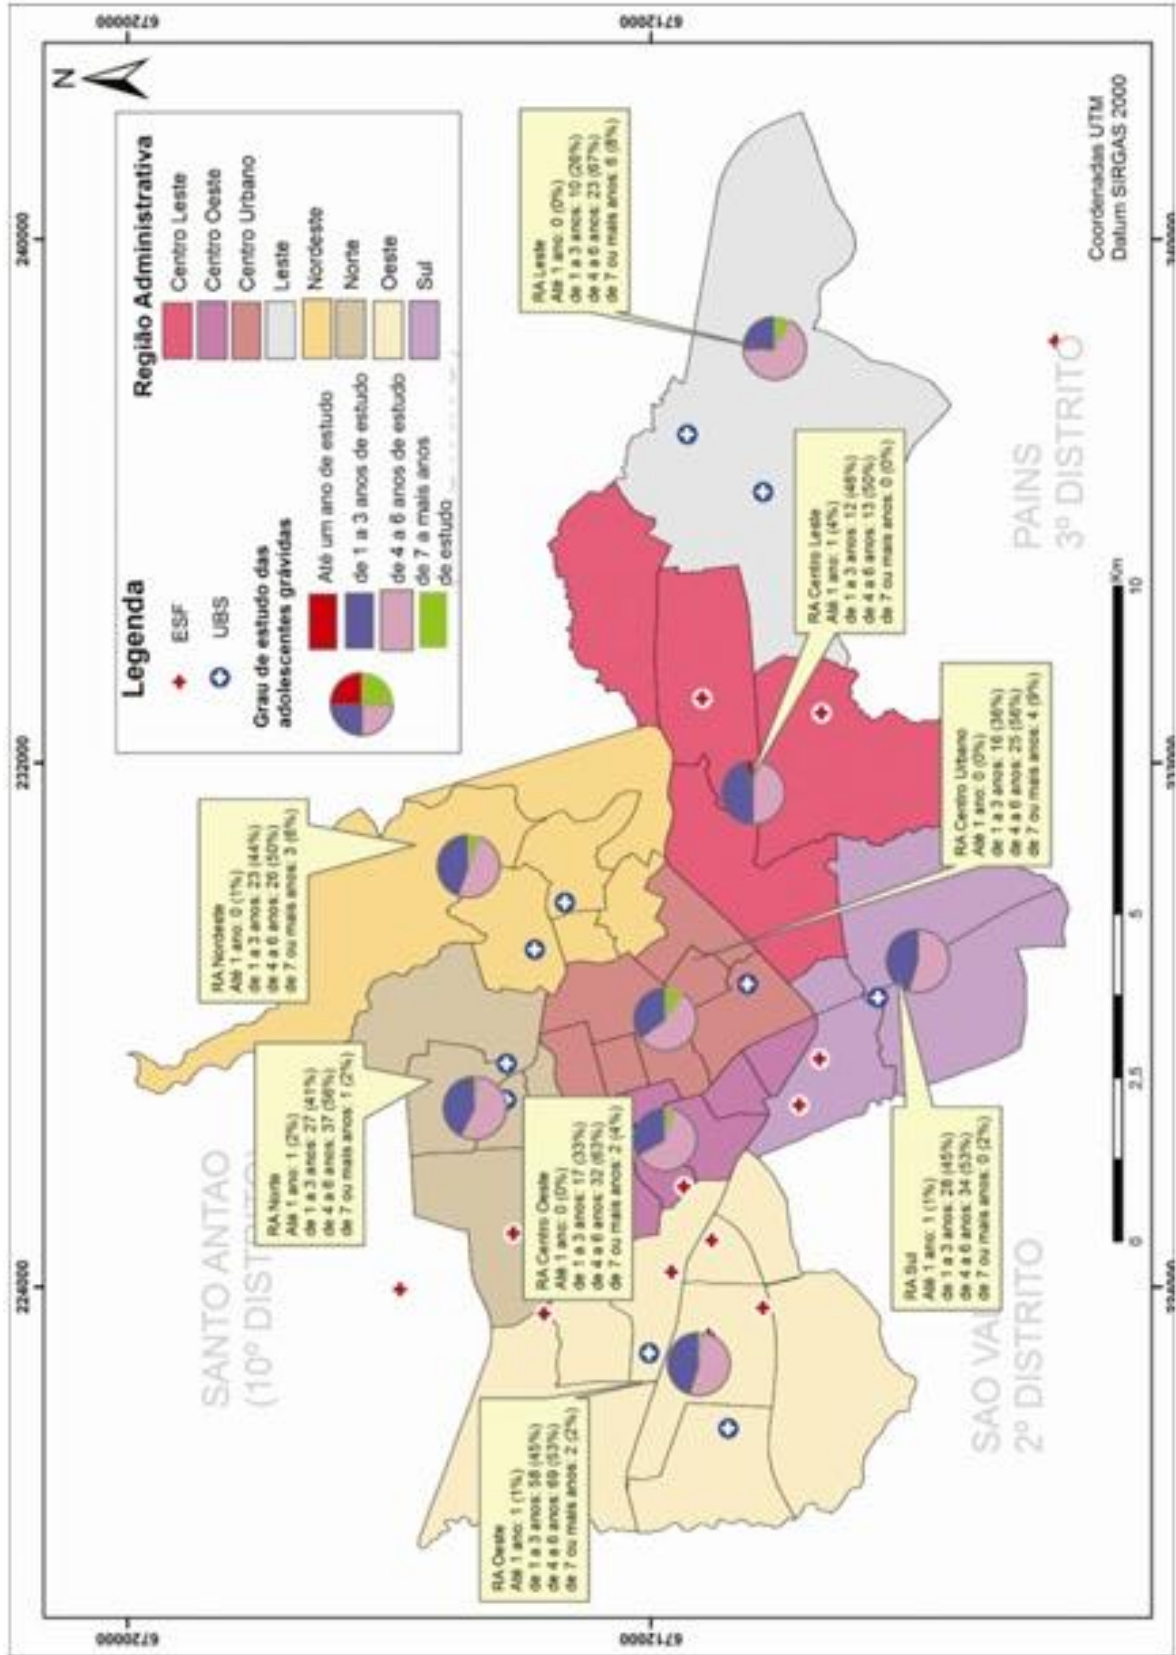 224000
232000
240000
6720000
6712000
N
Legenda
ESF
UBS
Grau de estudo das
adolescentes grávidas
Até um ano de estudo
de 1 a 3 anos de estudo
de 4 a 6 anos de estudo
de 7 a mais anos
de estudo
Região Administrativa
Centro Leste
Centro Oeste
Centro Urbano
Leste
Nordeste
Norte
Oeste
Sul
SANTO ANTAO
(10º DISTRITO)
RA Nordeste
Até 1 ano: 0 (1%)
de 1 a 3 anos: 23 (44%)
de 4 a 6 anos: 26 (50%)
de 7 ou mais anos: 3 (6%)
RA Norte
Até 1 ano: 1 (2%)
de 1 a 3 anos: 27 (41%)
de 4 a 6 anos: 37 (56%)
de 7 ou mais anos: 1 (2%)
RA Oeste
Até 1 ano: 1 (1%)
de 1 a 3 anos: 58 (45%)
de 4 a 6 anos: 69 (53%)
de 7 ou mais anos: 2 (2%)
RA Centro Oeste
Até 1 ano: 0 (0%)
de 1 a 3 anos: 17 (33%)
de 4 a 6 anos: 32 (63%)
de 7 ou mais anos: 2 (4%)
RA Leste
Até 1 ano: 0 (0%)
de 1 a 3 anos: 10 (26%)
de 4 a 6 anos: 23 (67%)
de 7 ou mais anos: 6 (8%)
RA Centro Leste
Até 1 ano: 1 (4%)
de 1 a 3 anos: 12 (46%)
de 4 a 6 anos: 13 (50%)
de 7 ou mais anos: 0 (0%)
RA Centro Urbano
Até 1 ano: 0 (0%)
de 1 a 3 anos: 16 (36%)
de 4 a 6 anos: 25 (56%)
de 7 ou mais anos: 4 (9%)
RA Sul
Até 1 ano: 1 (1%)
de 1 a 3 anos: 28 (45%)
de 4 a 6 anos: 34 (53%)
de 7 ou mais anos: 0 (2%)
SAO VA
2º DISTRITO
PAINS
3º DISTRITO
0 2,5 5 10
Km
Coordenadas UTM
Datum SIRGAS 2000
6720000
6712000